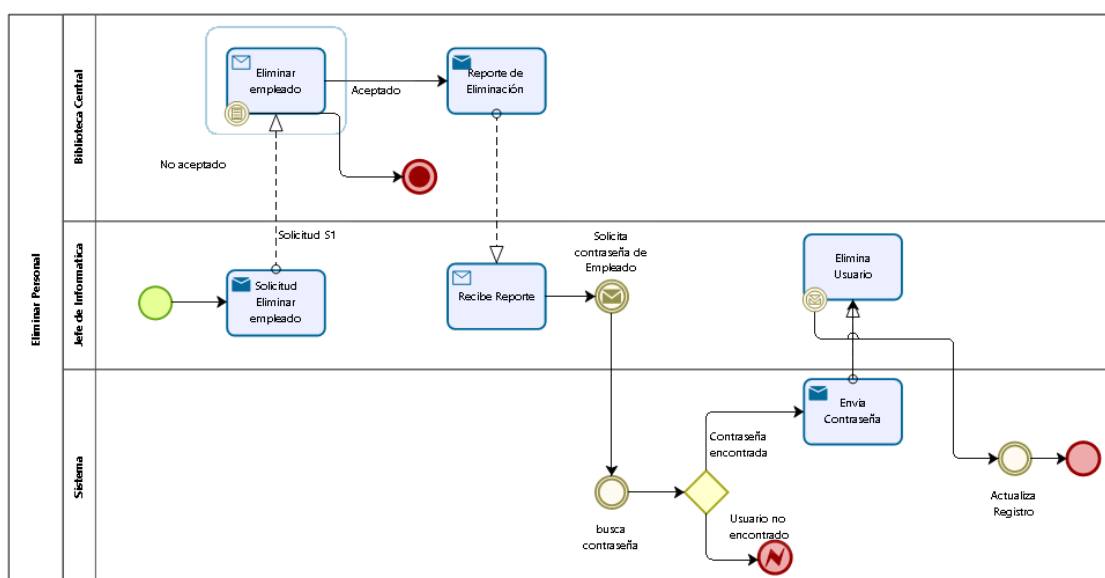 Eliminar Personal
Biblioteca Central
Eliminar
empleado
Aceptado
Reporte de
Eliminación
No aceptado
Jefe de Informatica
Solicitud S1
Solicitud
Eliminar
empleado
Recibe Reporte
Solicita
contraseña de
Empleado
Elimina
Usuario
Sistema
busca
contraseña
Contraseña
encontrada
Usuario no
encontrado
Envia
Contraseña
Actualiza
Registro